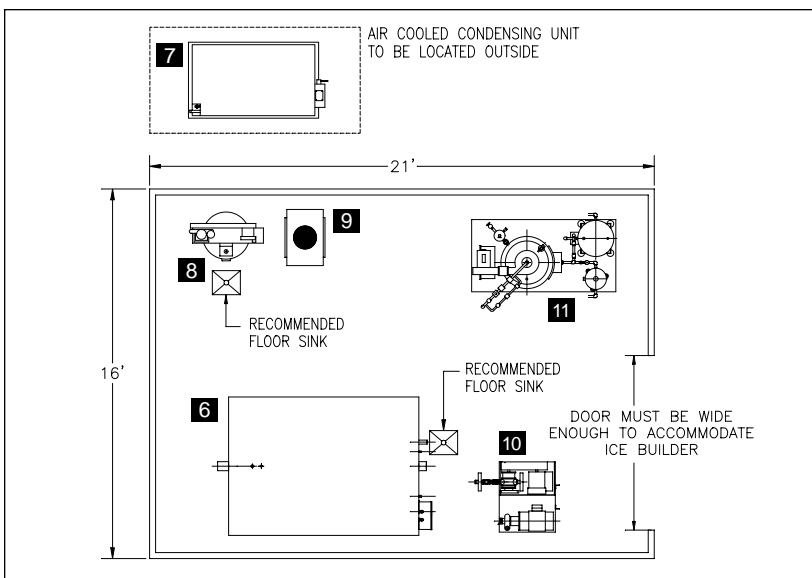 7
AIR COOLED CONDENSING UNIT
TO BE LOCATED OUTSIDE
21'
8
9
11
RECOMMENDED
FLOOR SINK
16'
6
RECOMMENDED
FLOOR SINK
10
DOOR MUST BE WIDE
ENOUGH TO ACCOMMODATE
ICE BUILDER